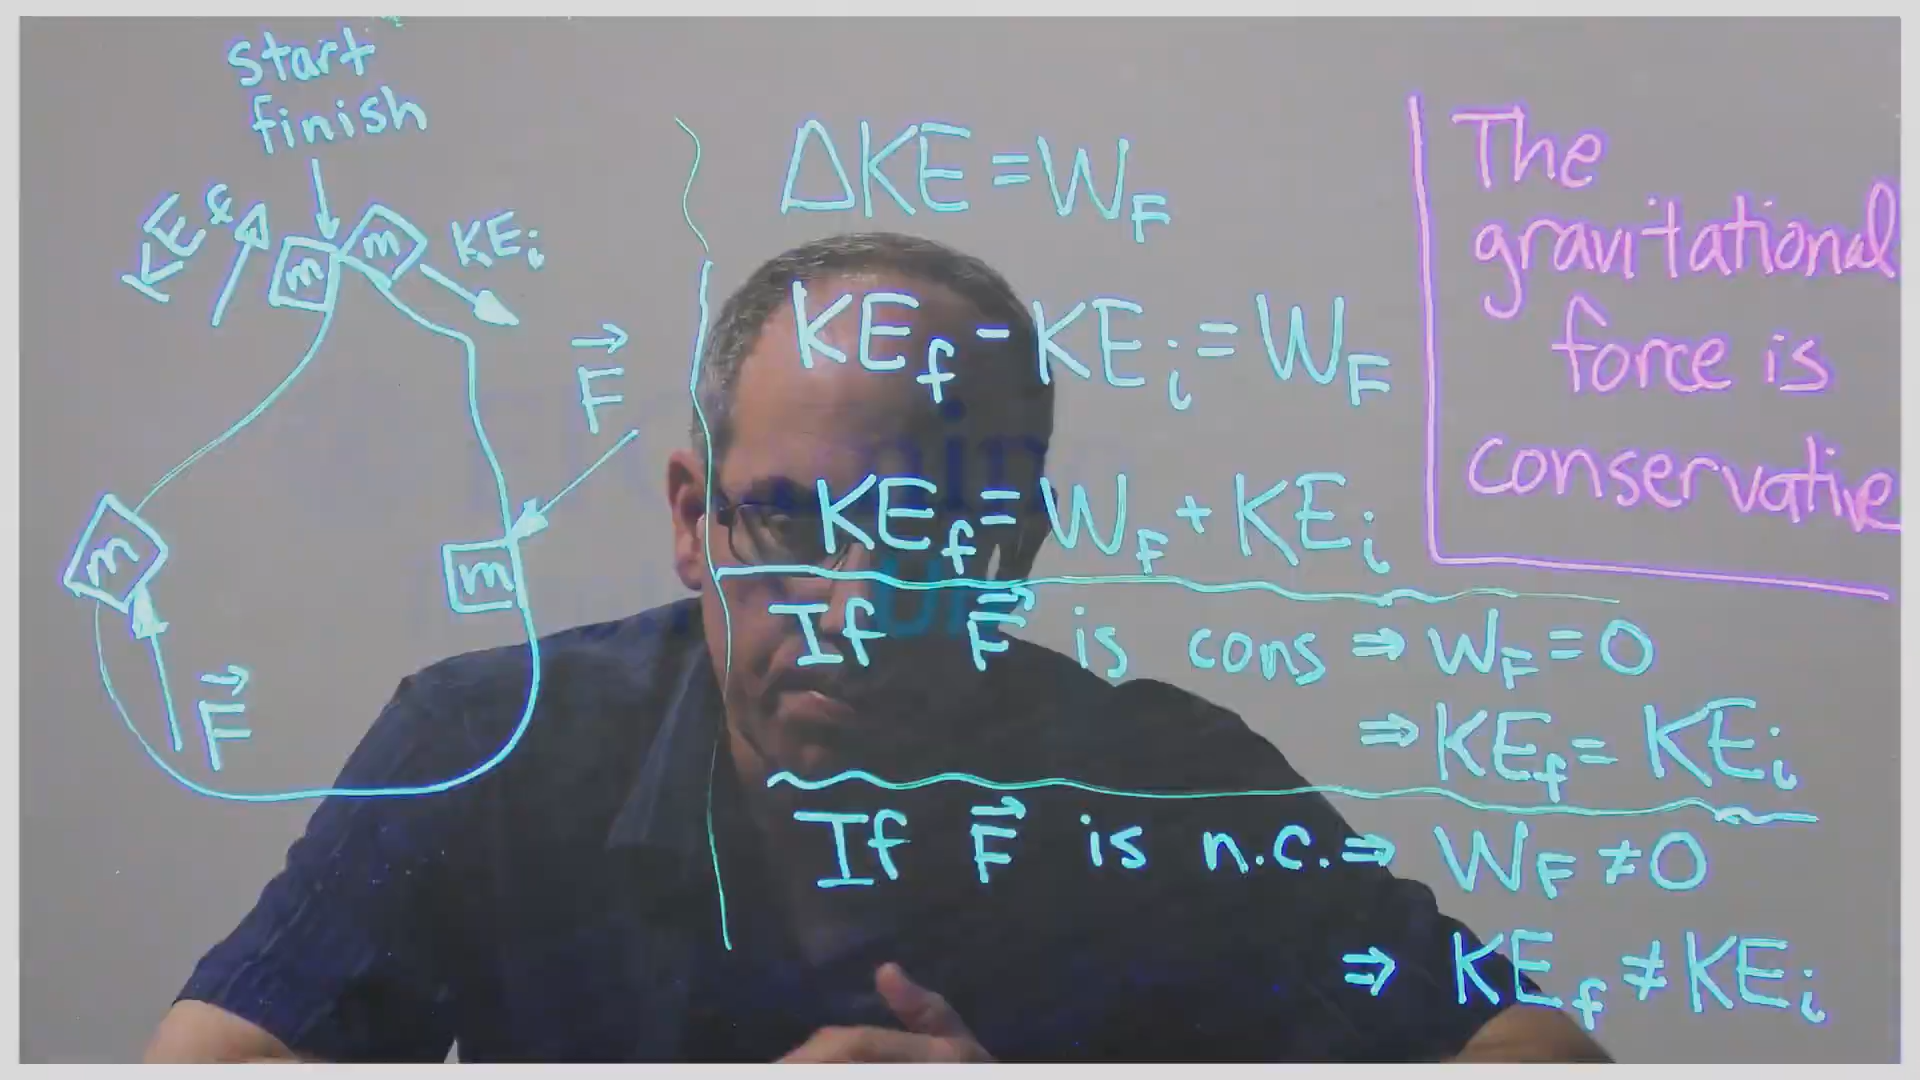 start
finish
KEf
m
m
KEi
F
m
m
F
ΔKE = WF
KEf - KEi = WF
KEf = WF + KEi
If F is cons ⇒ WF = 0
⇒ KEf = KEi
If F is n.c. ⇒ WF ≠ 0
⇒ KEf ≠ KEi
The
gravitational
force is
conservative